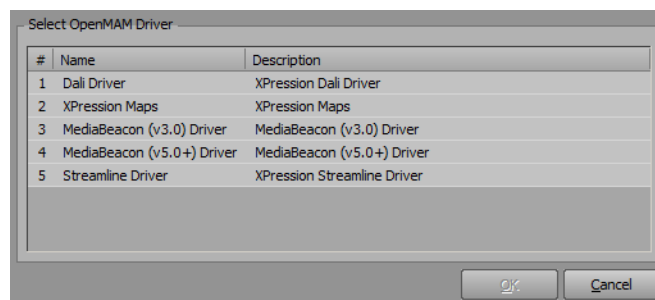 Select OpenMAM Driver
# Name Description
1 Dali Driver XPression Dali Driver
2 XPression Maps XPression Maps
3 MediaBeacon (v3.0) Driver MediaBeacon (v3.0) Driver
4 MediaBeacon (v5.0+) Driver MediaBeacon (v5.0+) Driver
5 Streamline Driver XPression Streamline Driver
OK Cancel